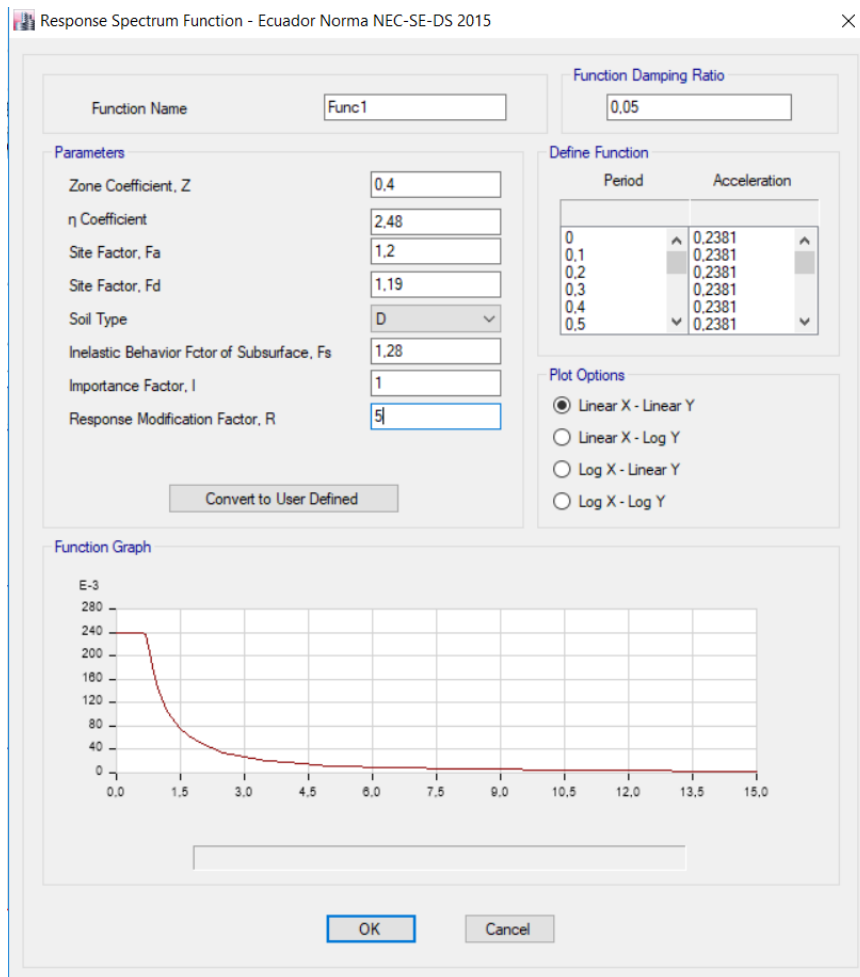 Response Spectrum Function - Ecuador Norma NEC-SE-DS 2015
Function Name
Func1
Function Damping Ratio
0,05
Parameters
Zone Coefficient, Z
0,4
η Coefficient
2,48
Site Factor, Fa
1,2
Site Factor, Fd
1,19
Soil Type
D
Inelastic Behavior Fctor of Subsurface, Fs
1,28
Importance Factor, I
1
Response Modification Factor, R
5
Convert to User Defined
Define Function
Period Acceleration
0 0,2381
0,1 0,2381
0,2 0,2381
0,3 0,2381
0,4 0,2381
0,5 0,2381
Plot Options
Linear X - Linear Y
Linear X - Log Y
Log X - Linear Y
Log X - Log Y
Function Graph
E-3
280
240
200
160
120
80
40
0
0,0 1,5 3,0 4,5 6,0 7,5 9,0 10,5 12,0 13,5 15,0
OK Cancel